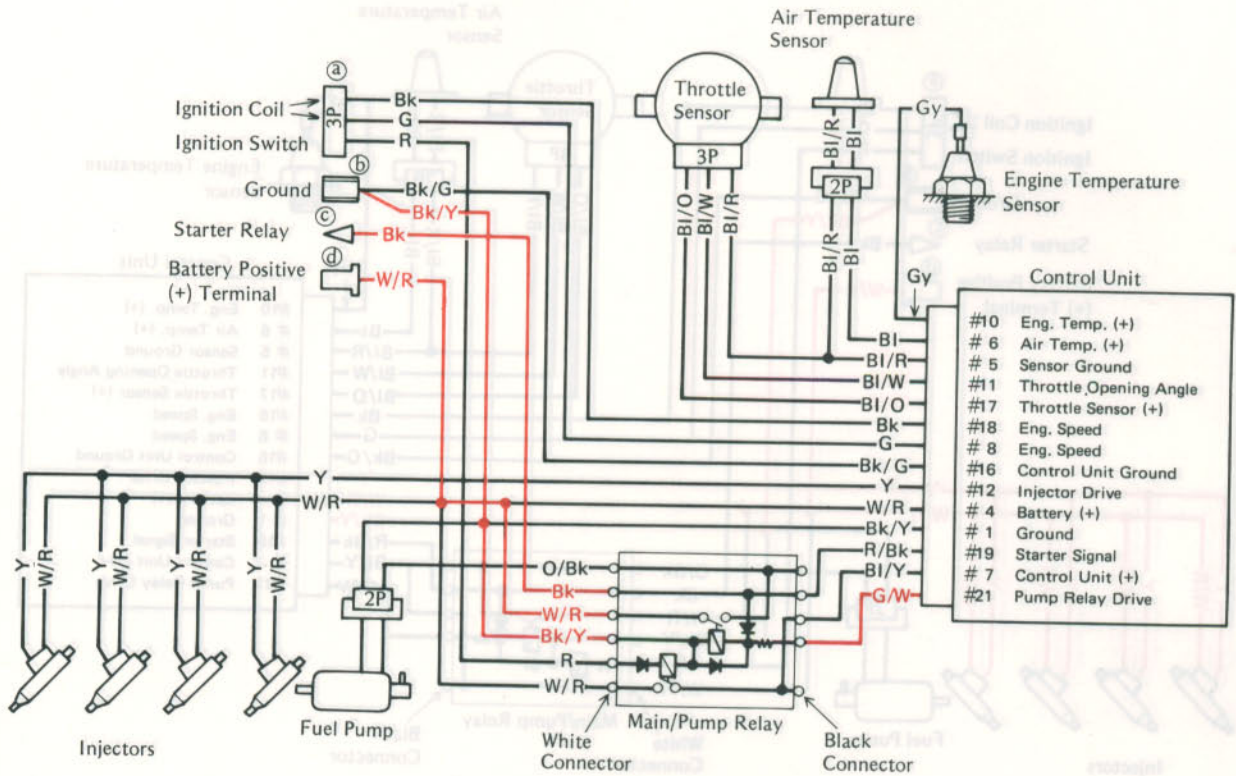 Air Temperature
Sensor
ⓐ
Ignition Coil
3P
Ignition Switch
Bk
G
R
ⓑ
Ground
Bk/G
Bk/Y
ⓒ
Starter Relay
Bk
ⓓ
Battery Positive
(+) Terminal
W/R
Throttle
Sensor
3P
Bl/O
Bl/W
Bl/R
Bl/R
Bl
2P
Bl/R
Bl
Gy
Engine Temperature
Sensor
Gy
Control Unit
#10 Eng. Temp. (+)
# 6 Air Temp. (+)
# 5 Sensor Ground
#11 Throttle Opening Angle
#17 Throttle Sensor (+)
#18 Eng. Speed
# 8 Eng. Speed
#16 Control Unit Ground
#12 Injector Drive
# 4 Battery (+)
# 1 Ground
#19 Starter Signal
# 7 Control Unit (+)
#21 Pump Relay Drive
Bl
Bl/R
Bl/W
Bl/O
Bk
G
Bk/G
Y
W/R
Bk/Y
R/Bk
Bl/Y
G/W
Y
W/R
Y
W/R
Y
W/R
Y
W/R
Y
W/R
2P
O/Bk
Bk
W/R
Bk/Y
R
W/R
Injectors
Fuel Pump
White
Connector
Main/Pump Relay
Black
Connector